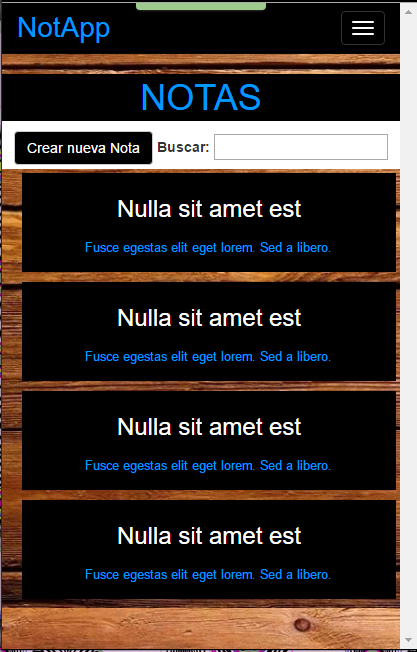 NotApp
NOTAS
Crear nueva Nota Buscar:
Nulla sit amet est
Fusce egestas elit eget lorem. Sed a libero.
Nulla sit amet est
Fusce egestas elit eget lorem. Sed a libero.
Nulla sit amet est
Fusce egestas elit eget lorem. Sed a libero.
Nulla sit amet est
Fusce egestas elit eget lorem. Sed a libero.